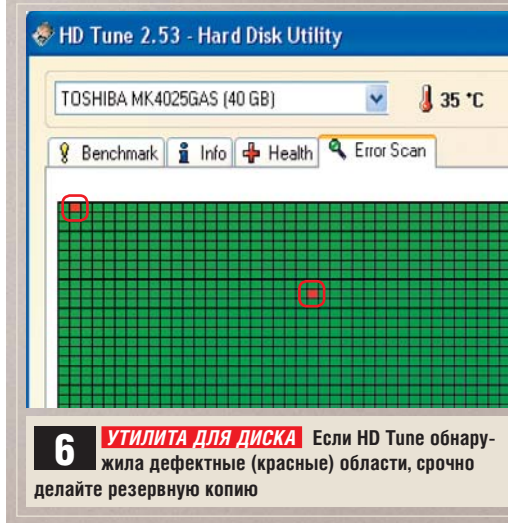 HD Tune 2.53 - Hard Disk Utility
TOSHIBA MK4025GAS (40 GB)
35 °C
Benchmark Info Health Error Scan
6 УТИЛИТА ДЛЯ ДИСКА Если HD Tune обнару-
жила дефектные (красные) области, срочно
делайте резервную копию